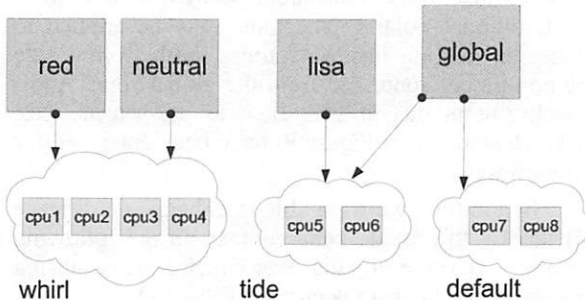 red neutral lisa global
cpu1 cpu2 cpu3 cpu4 cpu5 cpu6 cpu7 cpu8
whirl tide default